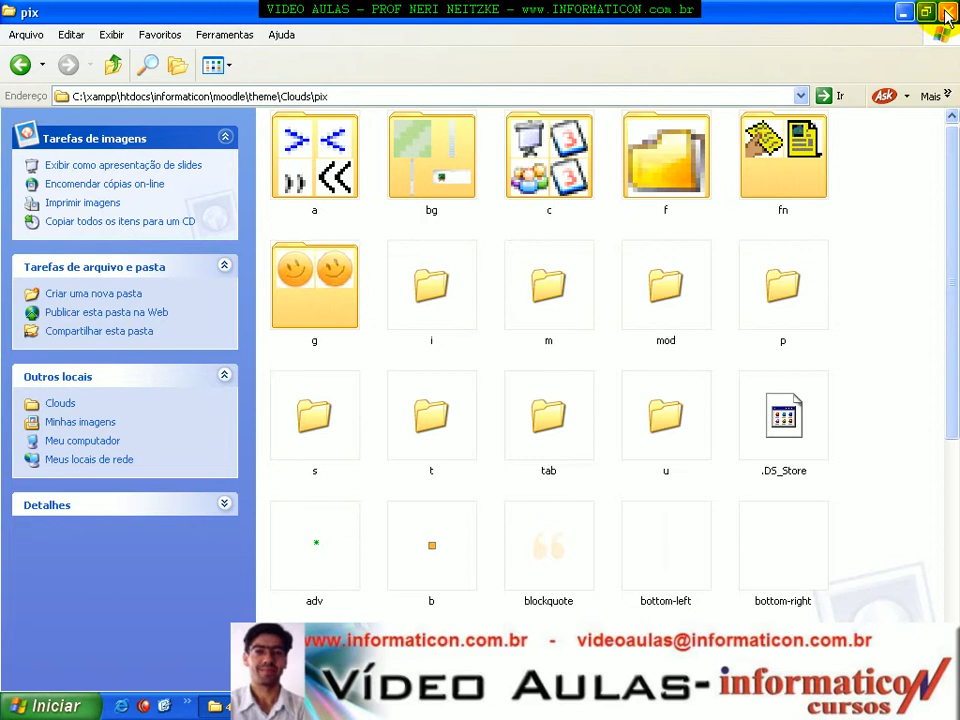 pix
VIDEO AULAS - PROF NERI NEITZKE - www.INFORMATICON.com.br
Arquivo Editar Exibir Favoritos Ferramentas Ajuda
Endereço C:\xampp\htdocs\informaticon\moodle\theme\Clouds\pix Ir Ask Mais
Tarefas de imagens
Exibir como apresentação de slides
Encomendar cópias on-line
Imprimir imagens
Copiar todos os itens para um CD
Tarefas de arquivo e pasta
Criar uma nova pasta
Publicar esta pasta na Web
Compartilhar esta pasta
Outros locais
Clouds
Minhas imagens
Meu computador
Meus locais de rede
Detalhes
3
3
a bg c f fn
g i m mod p
s t tab u .DS_Store
adv b blockquote bottom-left bottom-right
www.informaticon.com.br - videoaulas@informaticon.com.br
VÍDEO AULAS- informaticon
cursos
Iniciar
4